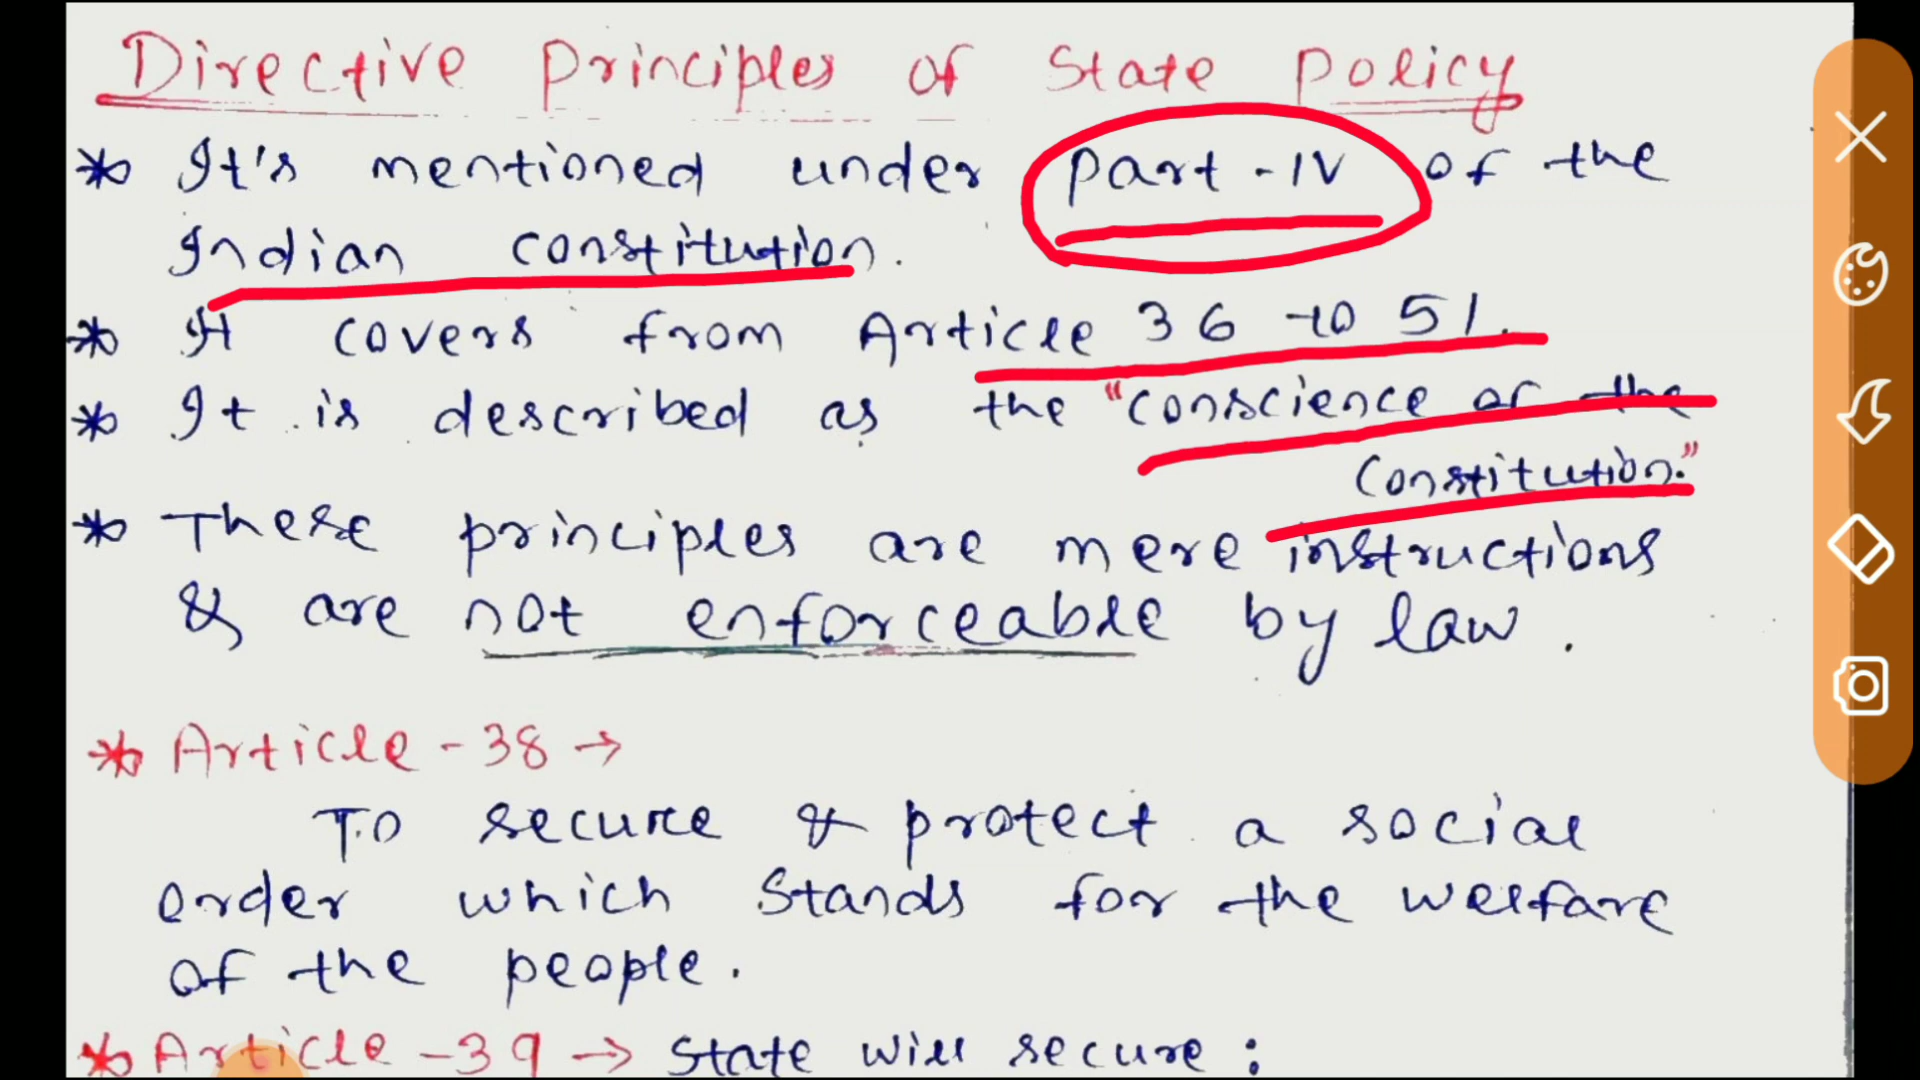 Directive Principles of State Policy
* It's mentioned under Part-IV of the
Indian constitution.
* It covers from Article 36 to 51.
* It is described as the "conscience of the
Constitution."
* These principles are mere instructions
& are not enforceable by law.
* Article-38 →
To secure & protect a social
order which stands for the welfare
of the people.
* Article-39 → State will secure: